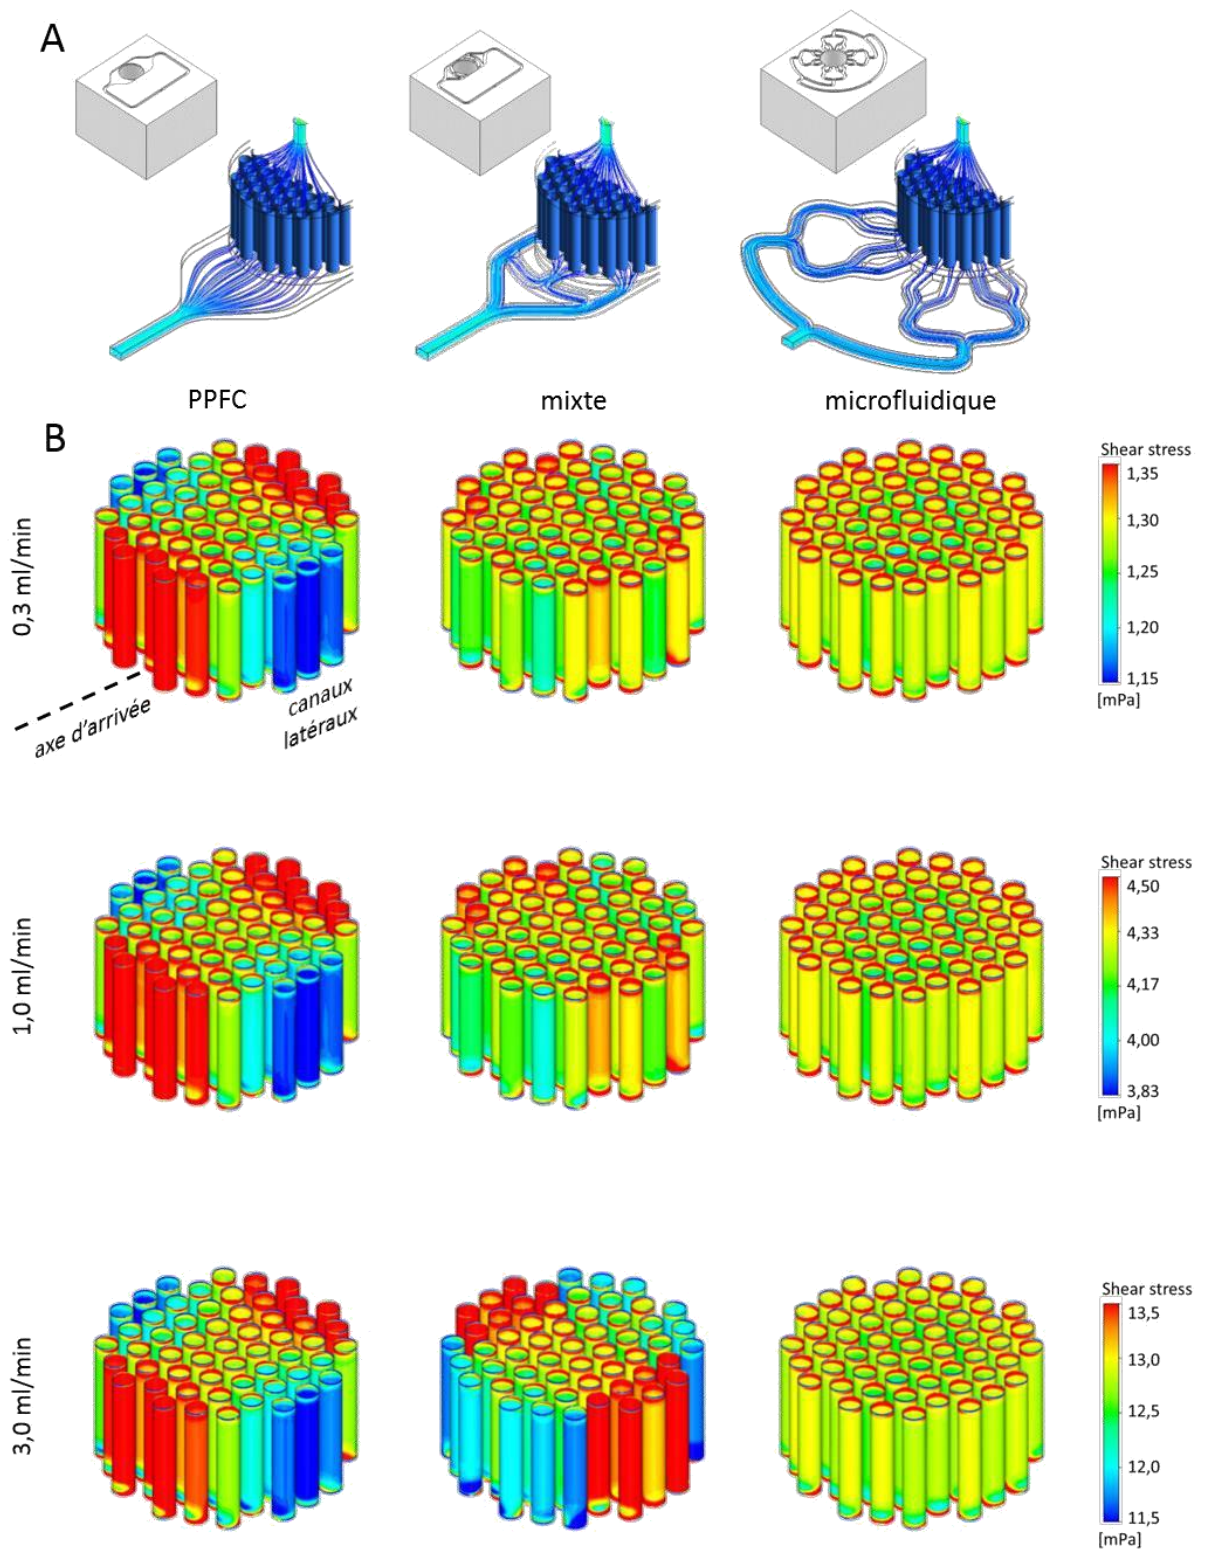 A
PPFC
mixte
microfluidique
B
0,3 ml/min
axe d'arrivée
canaux
latéraux
Shear stress
1,35
1,30
1,25
1,20
1,15
[mPa]
1,0 ml/min
Shear stress
4,50
4,33
4,17
4,00
3,83
[mPa]
3,0 ml/min
Shear stress
13,5
13,0
12,5
12,0
11,5
[mPa]